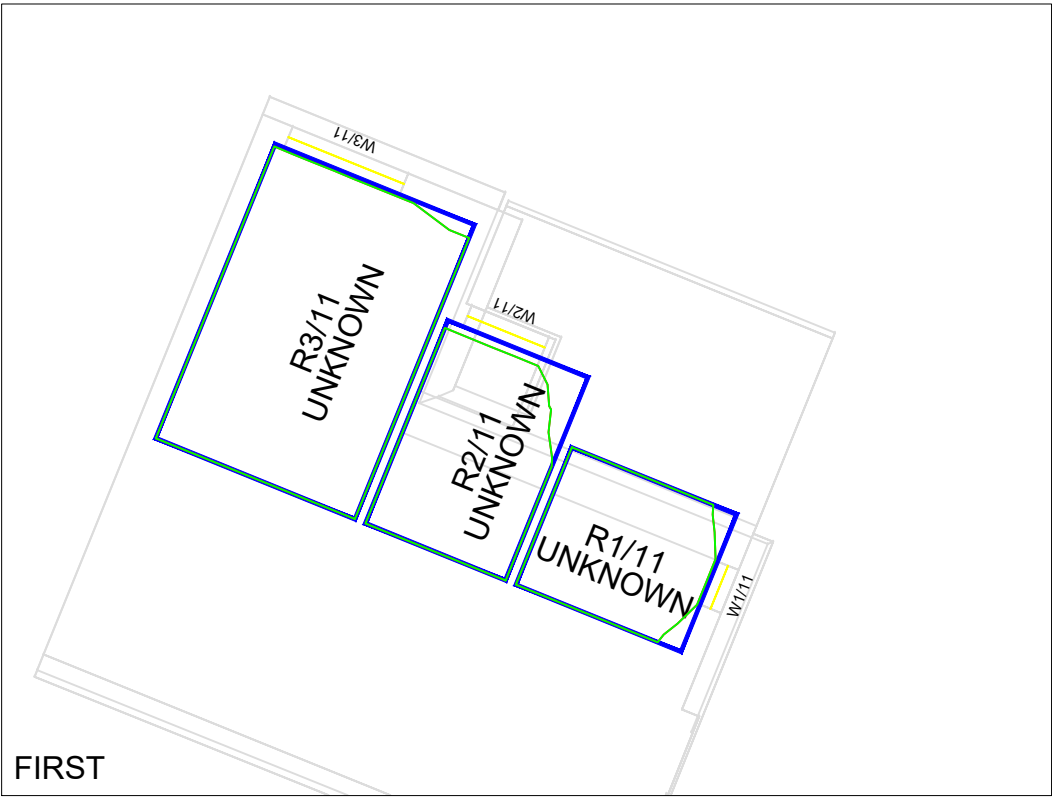 W3/11
W2/11
R3/11
UNKNOWN
R2/11
UNKNOWN
R1/11
UNKNOWN
W1/11
FIRST